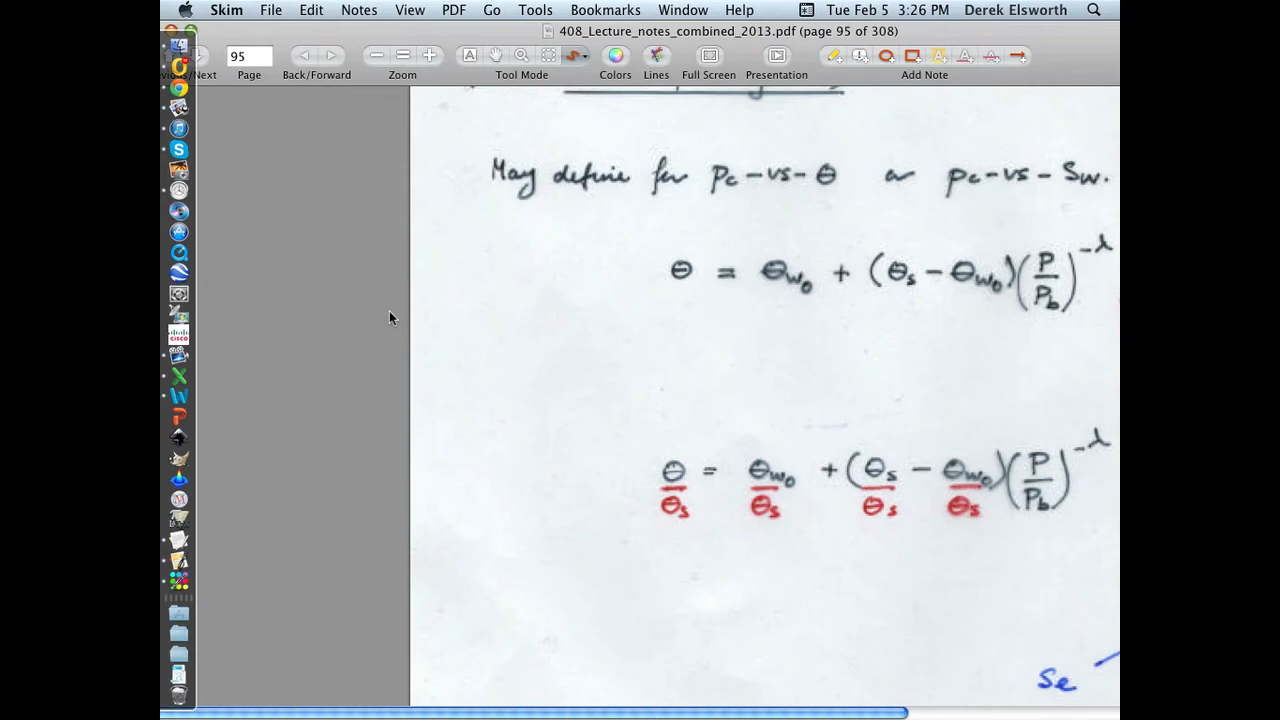 Skim File Edit Notes View PDF Go Tools Bookmarks Window Help Tue Feb 5 3:26 PM Derek Elsworth
408_Lecture_notes_combined_2013.pdf (page 95 of 308)
95
Page Back/Forward Zoom Tool Mode Colors Lines Full Screen Presentation Add Note
May define for Pc-vs-θ or Pc-vs-Sw.
θ = θw₀ + (θs - θw₀)(P/Pb)^-λ
θ/θs = θw₀/θs + (θs/θs - θw₀/θs)(P/Pb)^-λ
Se
CISCO